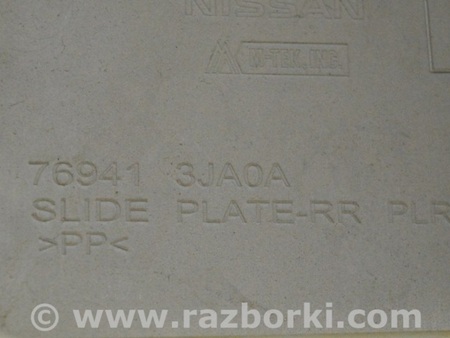 NISSAN
76941 3JA0A
SLIDE PLATE-RR PLR
>PP<
© www.razborki.com